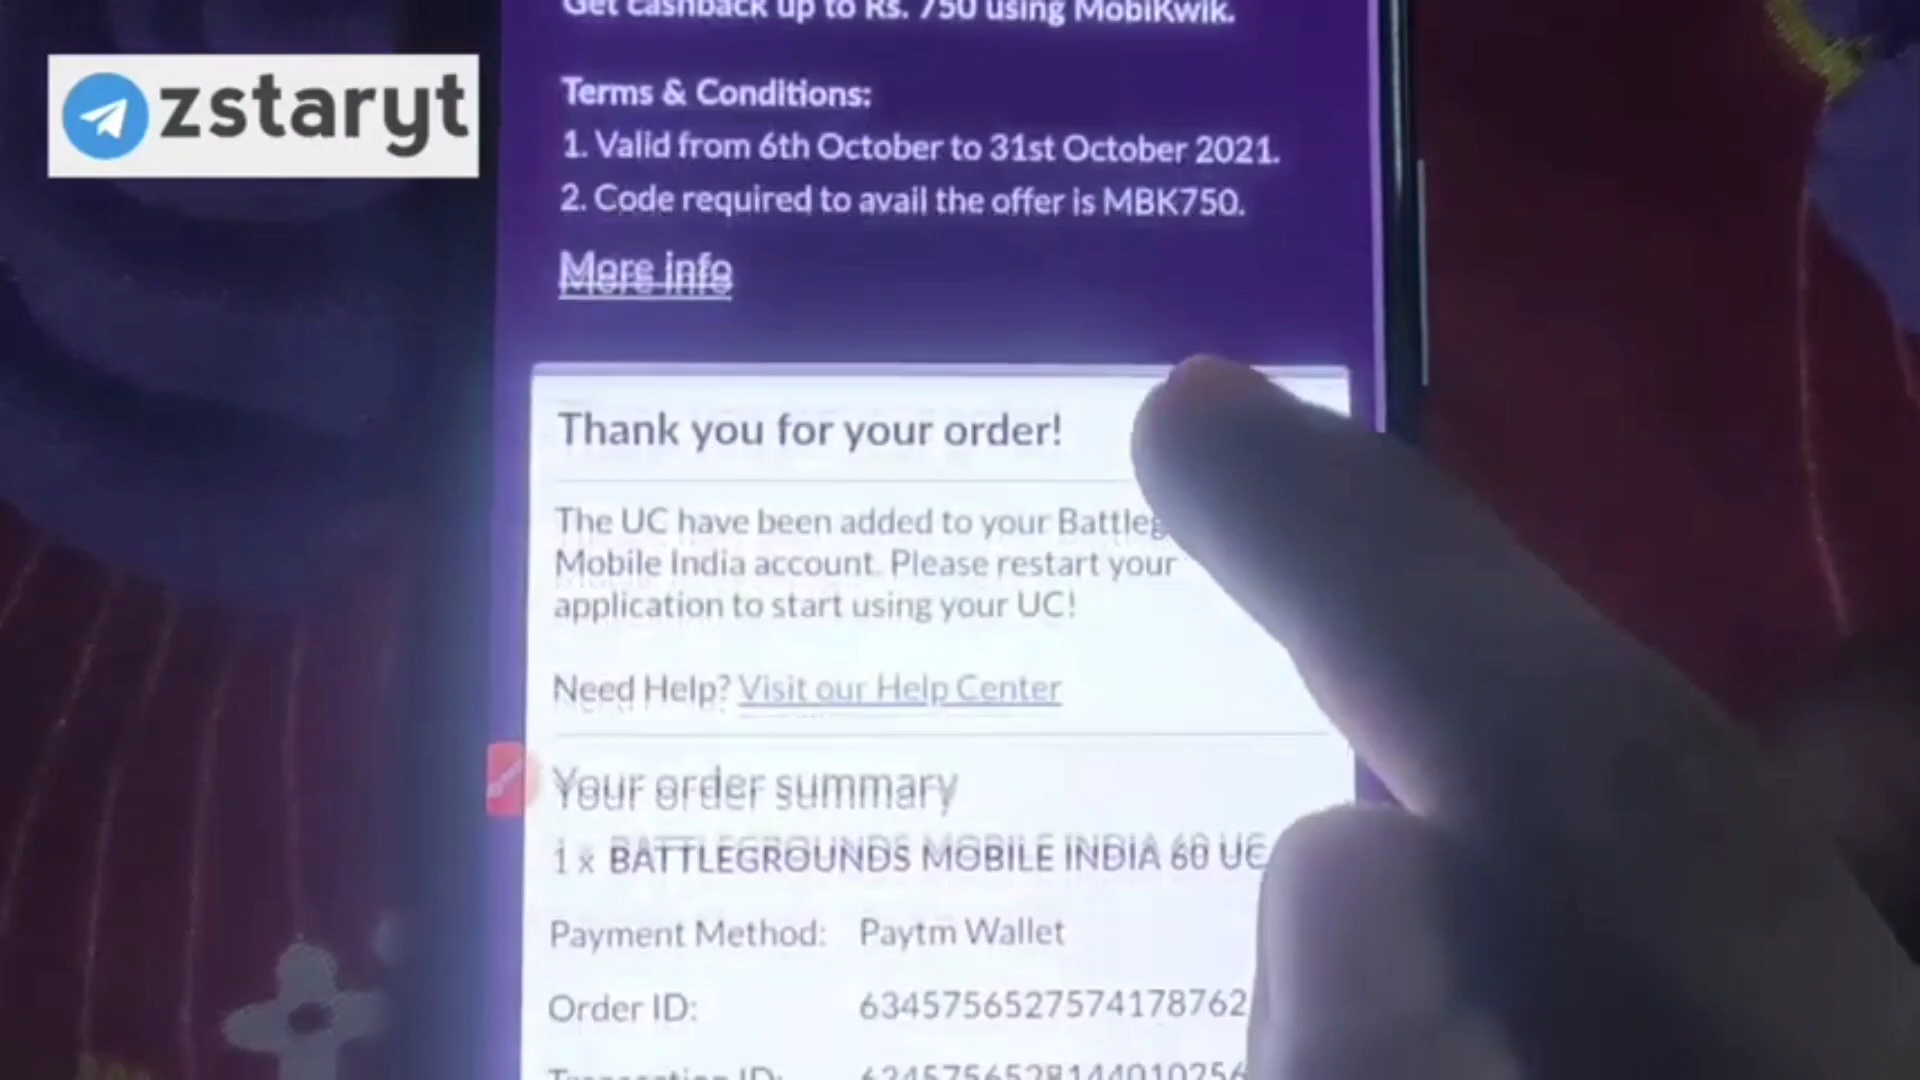 Get cashback up to Rs. 750 using MobiKwik.
zstaryt
Terms & Conditions:
1. Valid from 6th October to 31st October 2021.
2. Code required to avail the offer is MBK750.
More info
Thank you for your order!
The UC have been added to your
Mobile India account. Please restart your
application to start using your UC!
Need Help? Visit our Help Center
Your order summary
1 x BATTLEGROUNDS MOBILE INDIA 60 UC
Payment Method: Paytm Wallet
Order ID: 6345756527574178762
Transaction ID: